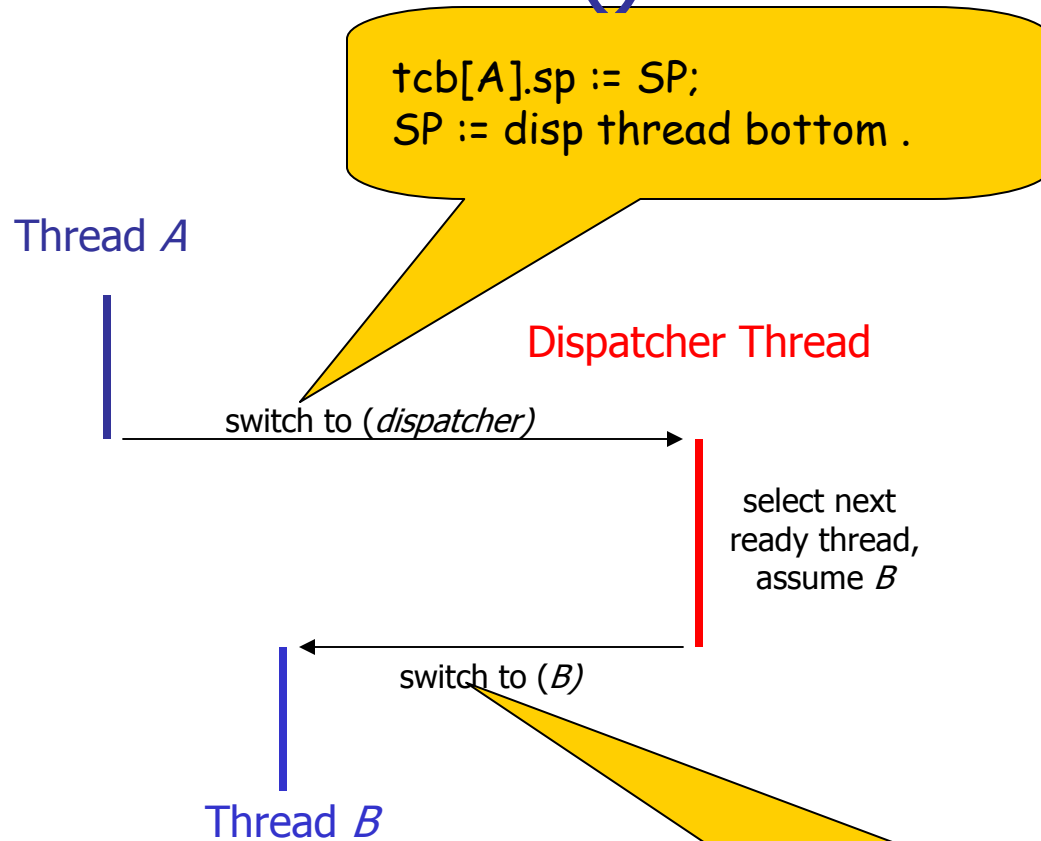 tcb[A].sp := SP;
SP := disp thread bottom .
Thread A
Dispatcher Thread
switch to (dispatcher)
select next
ready thread,
assume B
switch to (B)
Thread B